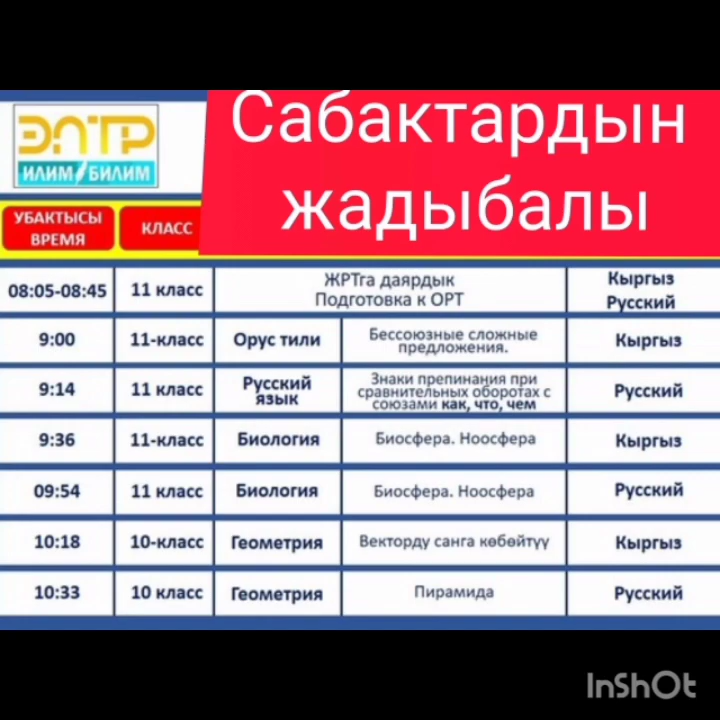 ЭЛТР
ИЛИМ/БИЛИМ
Сабактардын
жадыбалы
УБАКТЫСЫ
ВРЕМЯ
КЛАСС
08:05-08:45
11 класс
ЖРТга даярдык
Подготовка к ОРТ
Кыргыз
Русский
9:00
11-класс
Орус тили
Бессоюзные сложные
предложения.
Кыргыз
9:14
11 класс
Русский
язык
Знаки препинания при
сравнительных оборотах с
союзами как, что, чем
Русский
9:36
11-класс
Биология
Биосфера. Ноосфера
Кыргыз
09:54
11 класс
Биология
Биосфера. Ноосфера
Русский
10:18
10-класс
Геометрия
Векторду санга көбөйтүү
Кыргыз
10:33
10 класс
Геометрия
Пирамида
Русский
InShOt